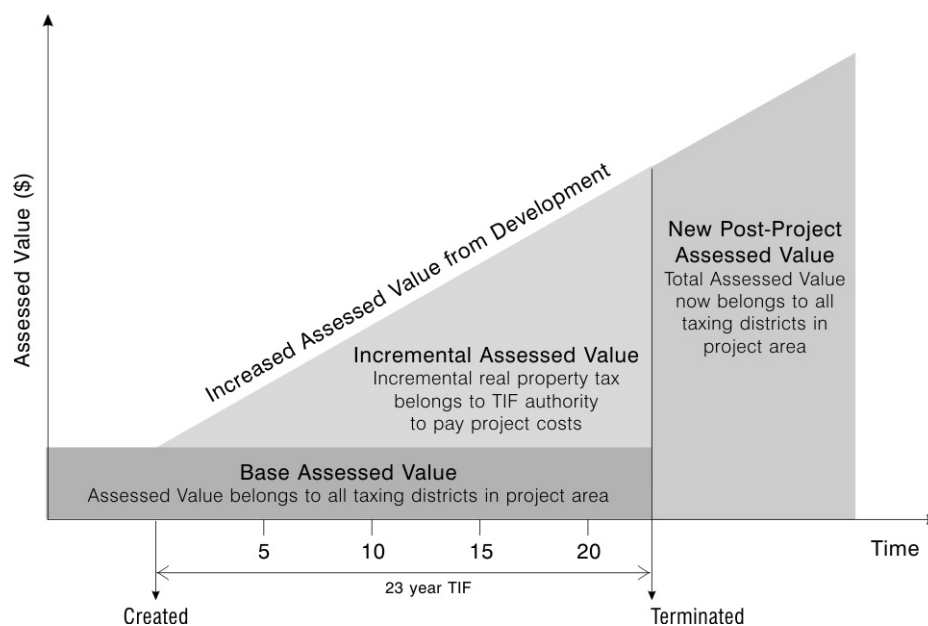 Assessed Value ($)
Increased Assessed Value from Development
New Post-Project
Assessed Value
Total Assessed Value
now belongs to all
taxing districts in
project area
Incremental Assessed Value
Incremental real property tax
belongs to TIF authority
to pay project costs
Base Assessed Value
Assessed Value belongs to all taxing districts in project area
5 10 15 20 Time
23 year TIF
Created Terminated